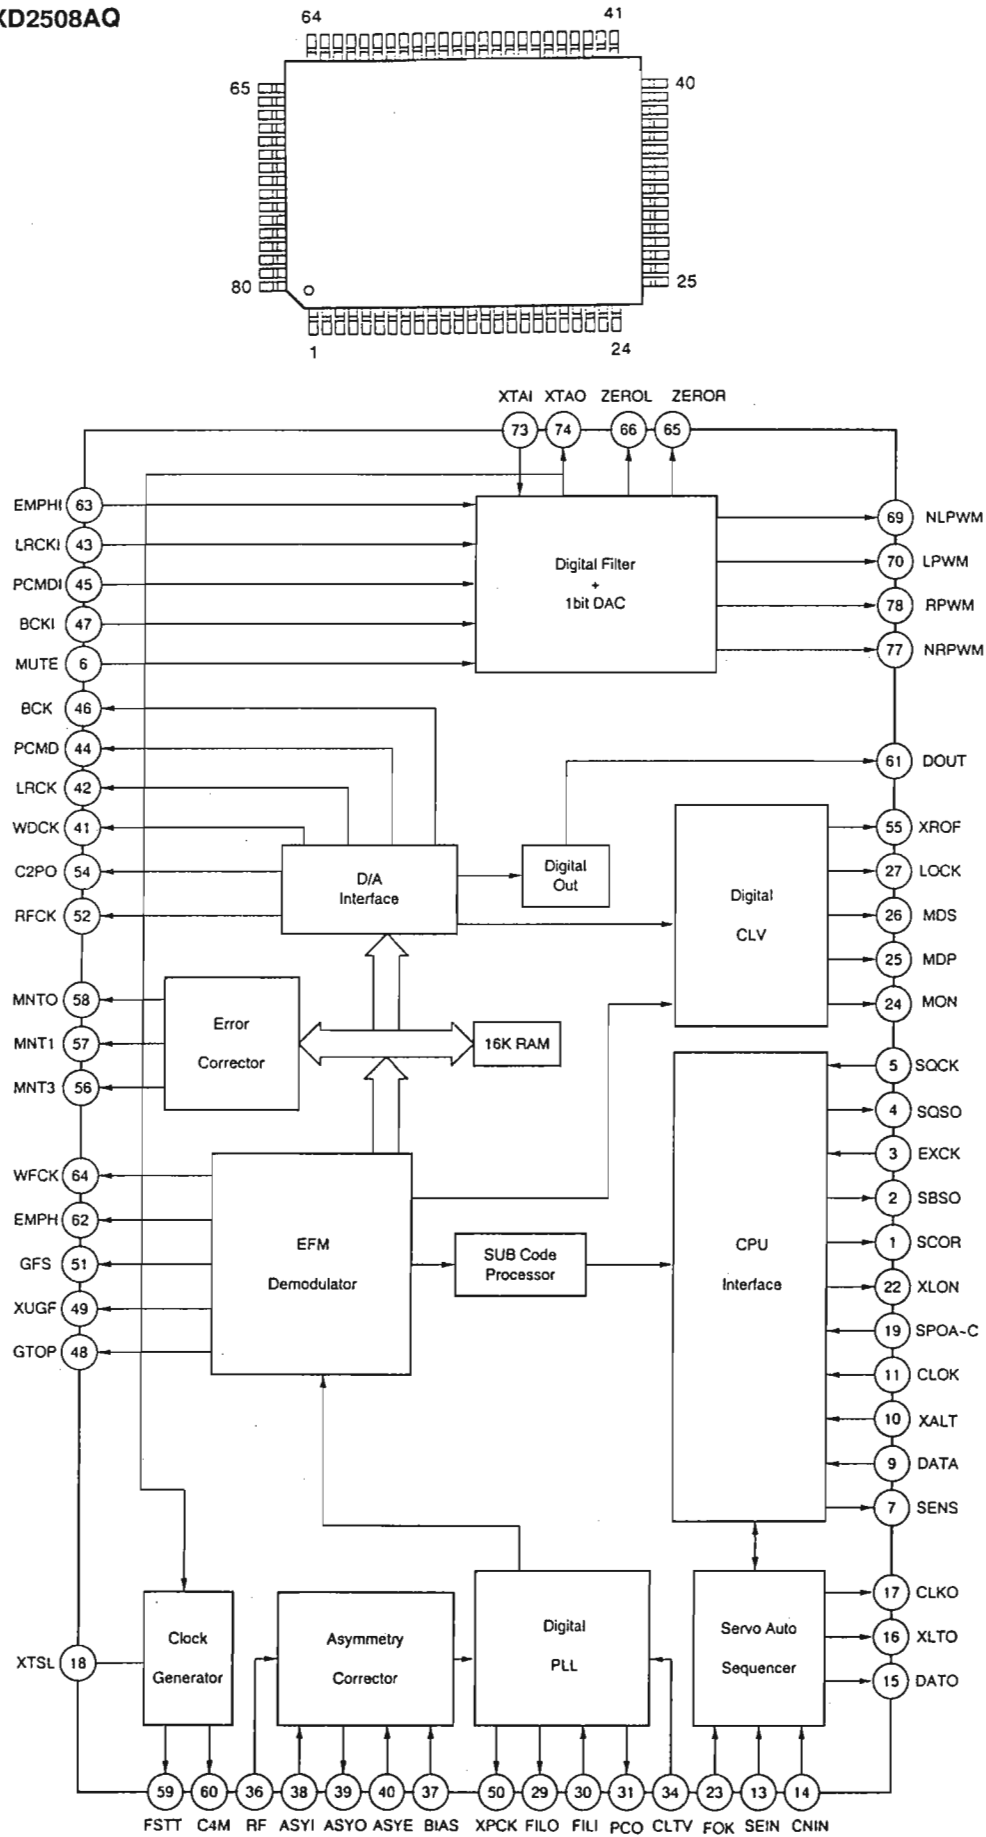 XD2508AQ
64 41
65 40
80 25
1 24
XTAI XTAO ZEROL ZEROR
73 74 66 65
EMPHI 63
LRCKI 43
PCMDI 45
BCKI 47
MUTE 6
Digital Filter
+
1bit DAC
69 NLPWM
70 LPWM
78 RPWM
77 NRPWM
BCK 46
PCMD 44
LRCK 42
WDCK 41
C2PO 54
RFCK 52
D/A
Interface
Digital
Out
Digital
CLV
61 DOUT
55 XROF
27 LOCK
26 MDS
25 MDP
24 MON
MNTO 58
MNT1 57
MNT3 56
Error
Corrector
16K RAM
WFCK 64
EMPH 62
GFS 51
XUGF 49
GTOP 48
EFM
Demodulator
SUB Code
Processor
CPU
Interface
5 SQCK
4 SQSO
3 EXCK
2 SBSO
1 SCOR
22 XLON
19 SPOA~C
11 CLOK
10 XALT
9 DATA
7 SENS
XTSL 18
Clock
Generator
Asymmetry
Corrector
Digital
PLL
Servo Auto
Sequencer
17 CLKO
16 XLTO
15 DATO
59 60 36 38 39 40 37 50 29 30 31 34 23 13 14
FSTT C4M RF ASYI ASYO ASYE BIAS XPCK FILO FILI PCO CLTV FOK SEIN CNIN